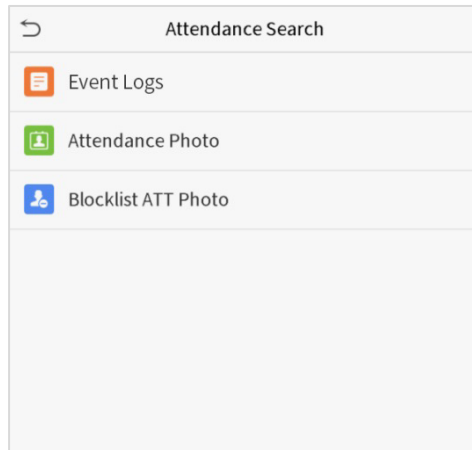 Attendance Search
Event Logs
Attendance Photo
Blocklist ATT Photo